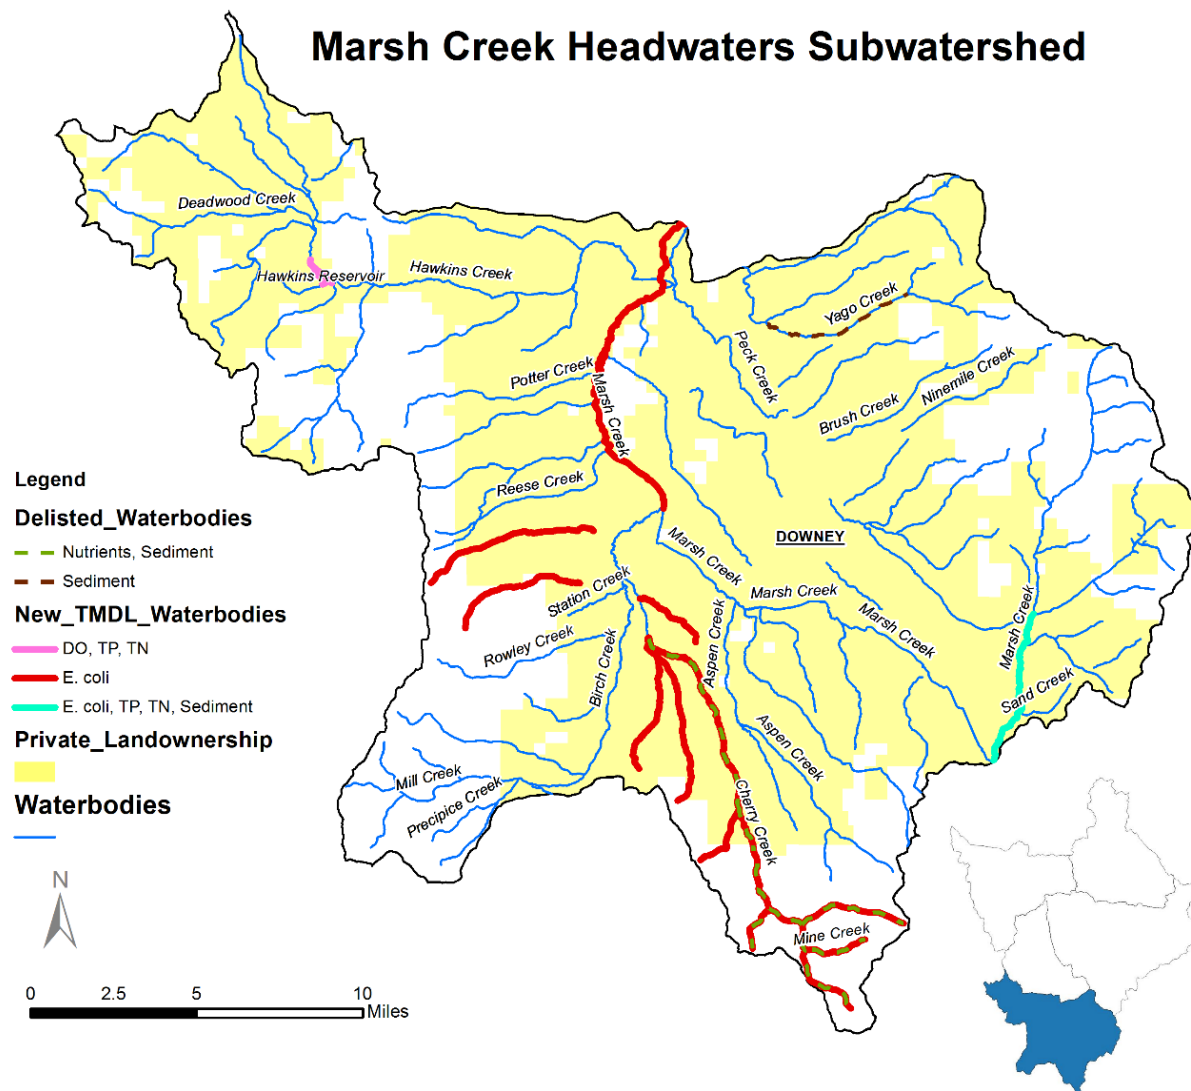 Marsh Creek Headwaters Subwatershed
Deadwood Creek
Hawkins Reservoir
Hawkins Creek
Yago Creek
Peck Creek
Potter Creek
Marsh Creek
Brush Creek
Ninemile Creek
Reese Creek
Marsh Creek
DOWNEY
Station Creek
Marsh Creek
Marsh Creek
Marsh Creek
Rowley Creek
Birch Creek
Aspen Creek
Sand Creek
Aspen Creek
Mill Creek
Precipice Creek
Cherry Creek
Mine Creek
Legend
Delisted_Waterbodies
Nutrients, Sediment
Sediment
New_TMDL_Waterbodies
DO, TP, TN
E. coli
E. coli, TP, TN, Sediment
Private_Landownership
Waterbodies
N
0 2.5 5 10
Miles